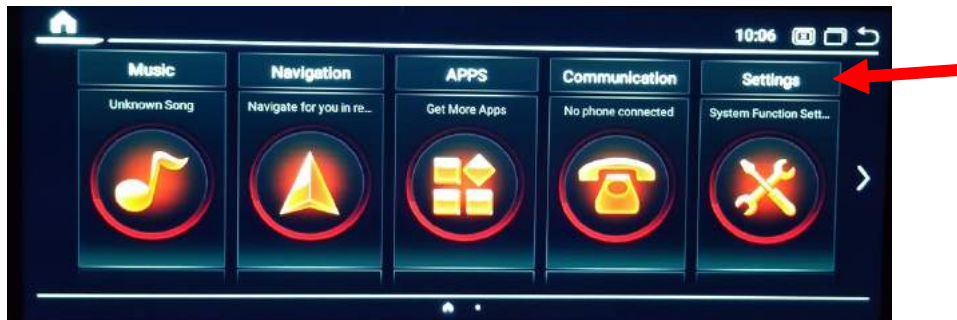 10:06
Music
Navigation
APPS
Communication
Settings
Unknown Song
Navigate for you in re...
Get More Apps
No phone connected
System Function Sett...